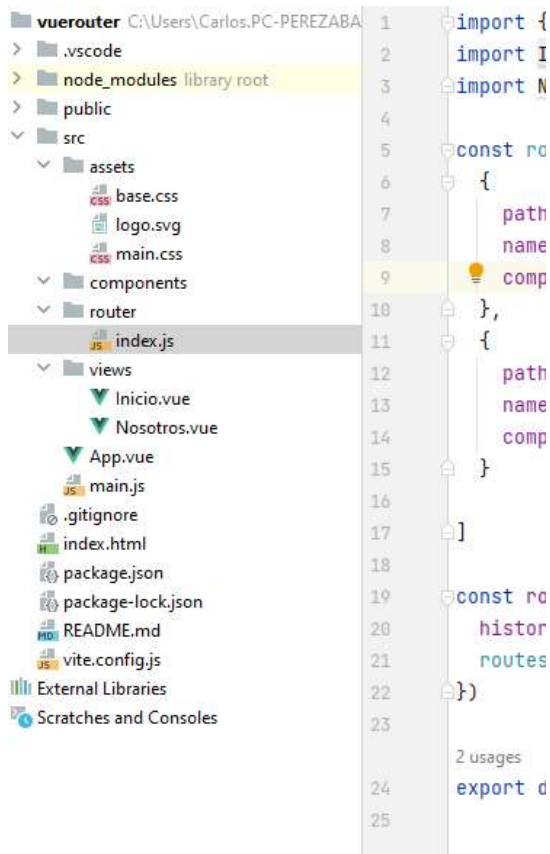 vuerouter C:\Users\Carlos.PC-PEREZABA
.vscode
node_modules library root
public
src
assets
base.css
logo.svg
main.css
components
router
index.js
views
Inicio.vue
Nosotros.vue
App.vue
main.js
.gitignore
index.html
package.json
package-lock.json
README.md
vite.config.js
External Libraries
Scratches and Consoles
1 import {
2 import I
3 import N
4
5 const ro
6 {
7 path
8 name
9 comp
10 },
11 {
12 path
13 name
14 comp
15 }
16
17 ]
18
19 const ro
20 histor
21 routes
22 })
23
2 usages
24 export d
25